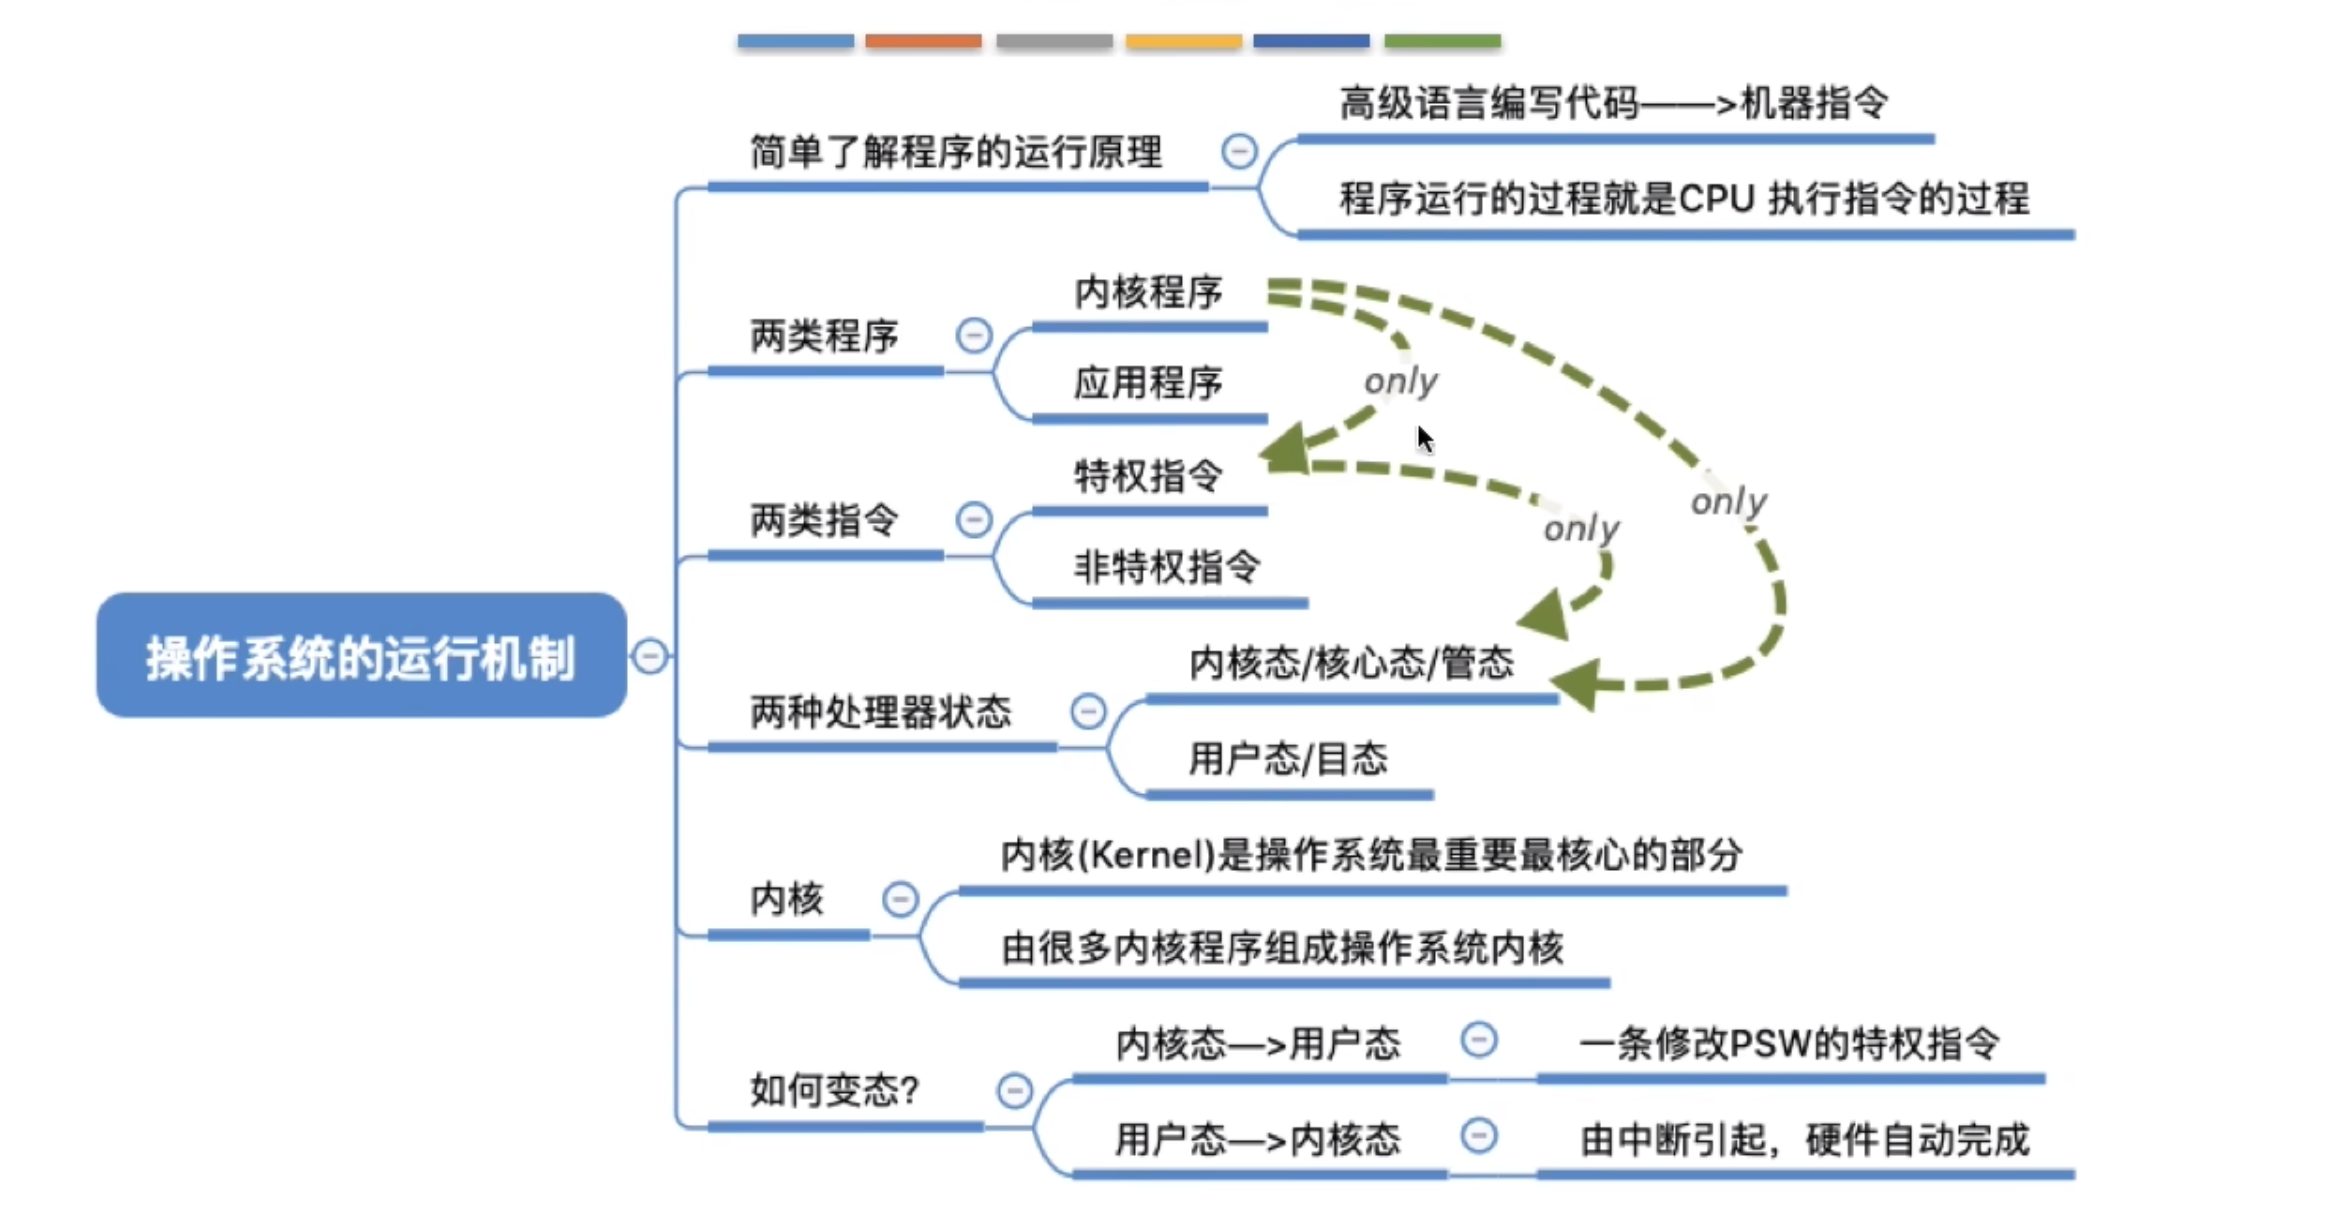 高级语言编写代码——>机器指令
简单了解程序的运行原理
程序运行的过程就是CPU 执行指令的过程
内核程序
两类程序
应用程序
only
特权指令
only
两类指令
only
非特权指令
操作系统的运行机制
内核态/核心态/管态
两种处理器状态
用户态/目态
内核(Kernel)是操作系统最重要最核心的部分
内核
由很多内核程序组成操作系统内核
内核态—>用户态
一条修改PSW的特权指令
如何变态?
用户态—>内核态
由中断引起，硬件自动完成